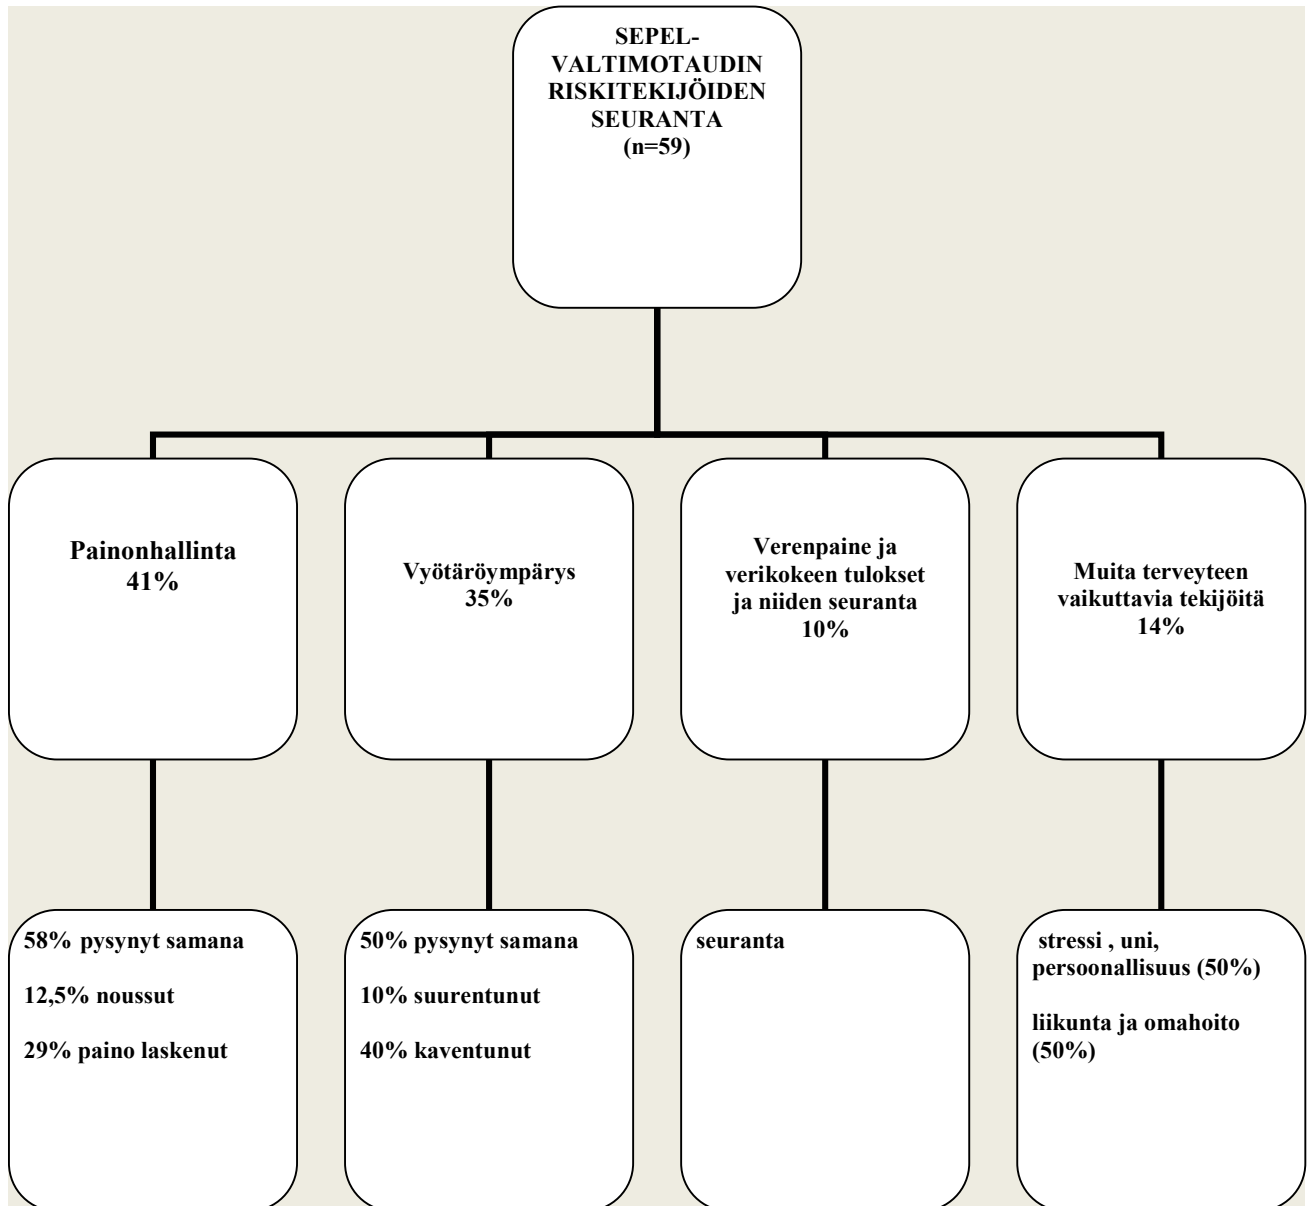 SEPEL-
VALTIMOTAUDIN
RISKITEKIJÖIDEN
SEURANTA
(n=59)
Painonhallinta
41%
Vyötäröympärys
35%
Verenpaine ja
verikokeen tulokset
ja niiden seuranta
10%
Muita terveyteen
vaikuttavia tekijöitä
14%
58% pysynyt samana
12,5% noussut
29% paino laskenut
50% pysynyt samana
10% suurentunut
40% kaventunut
seuranta
stressi , uni,
persoonallisuus (50%)
liikunta ja omahoito
(50%)